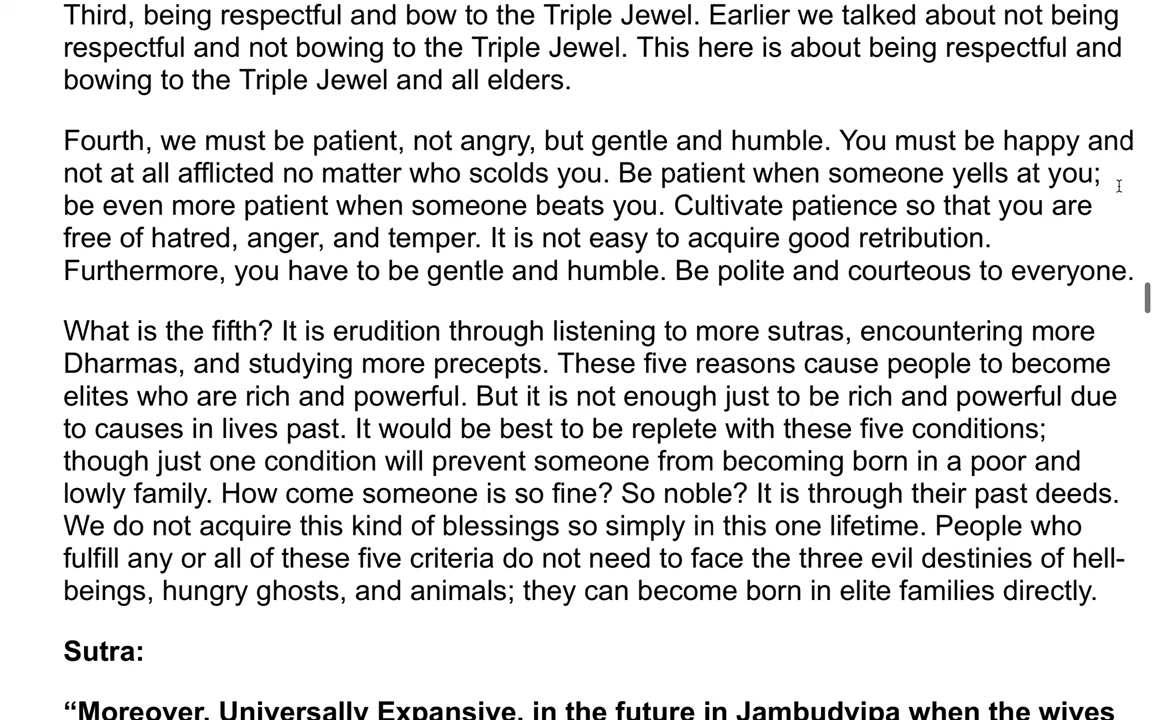 Third, being respectful and bow to the Triple Jewel. Earlier we talked about not being
respectful and not bowing to the Triple Jewel. This here is about being respectful and
bowing to the Triple Jewel and all elders.
Fourth, we must be patient, not angry, but gentle and humble. You must be happy and
not at all afflicted no matter who scolds you. Be patient when someone yells at you;
be even more patient when someone beats you. Cultivate patience so that you are
free of hatred, anger, and temper. It is not easy to acquire good retribution.
Furthermore, you have to be gentle and humble. Be polite and courteous to everyone.
What is the fifth? It is erudition through listening to more sutras, encountering more
Dharmas, and studying more precepts. These five reasons cause people to become
elites who are rich and powerful. But it is not enough just to be rich and powerful due
to causes in lives past. It would be best to be replete with these five conditions;
though just one condition will prevent someone from becoming born in a poor and
lowly family. How come someone is so fine? So noble? It is through their past deeds.
We do not acquire this kind of blessings so simply in this one lifetime. People who
fulfill any or all of these five criteria do not need to face the three evil destinies of hell-
beings, hungry ghosts, and animals; they can become born in elite families directly.
Sutra:
“Moreover, Universally Expansive, in the future in Jambudvipa when the wives